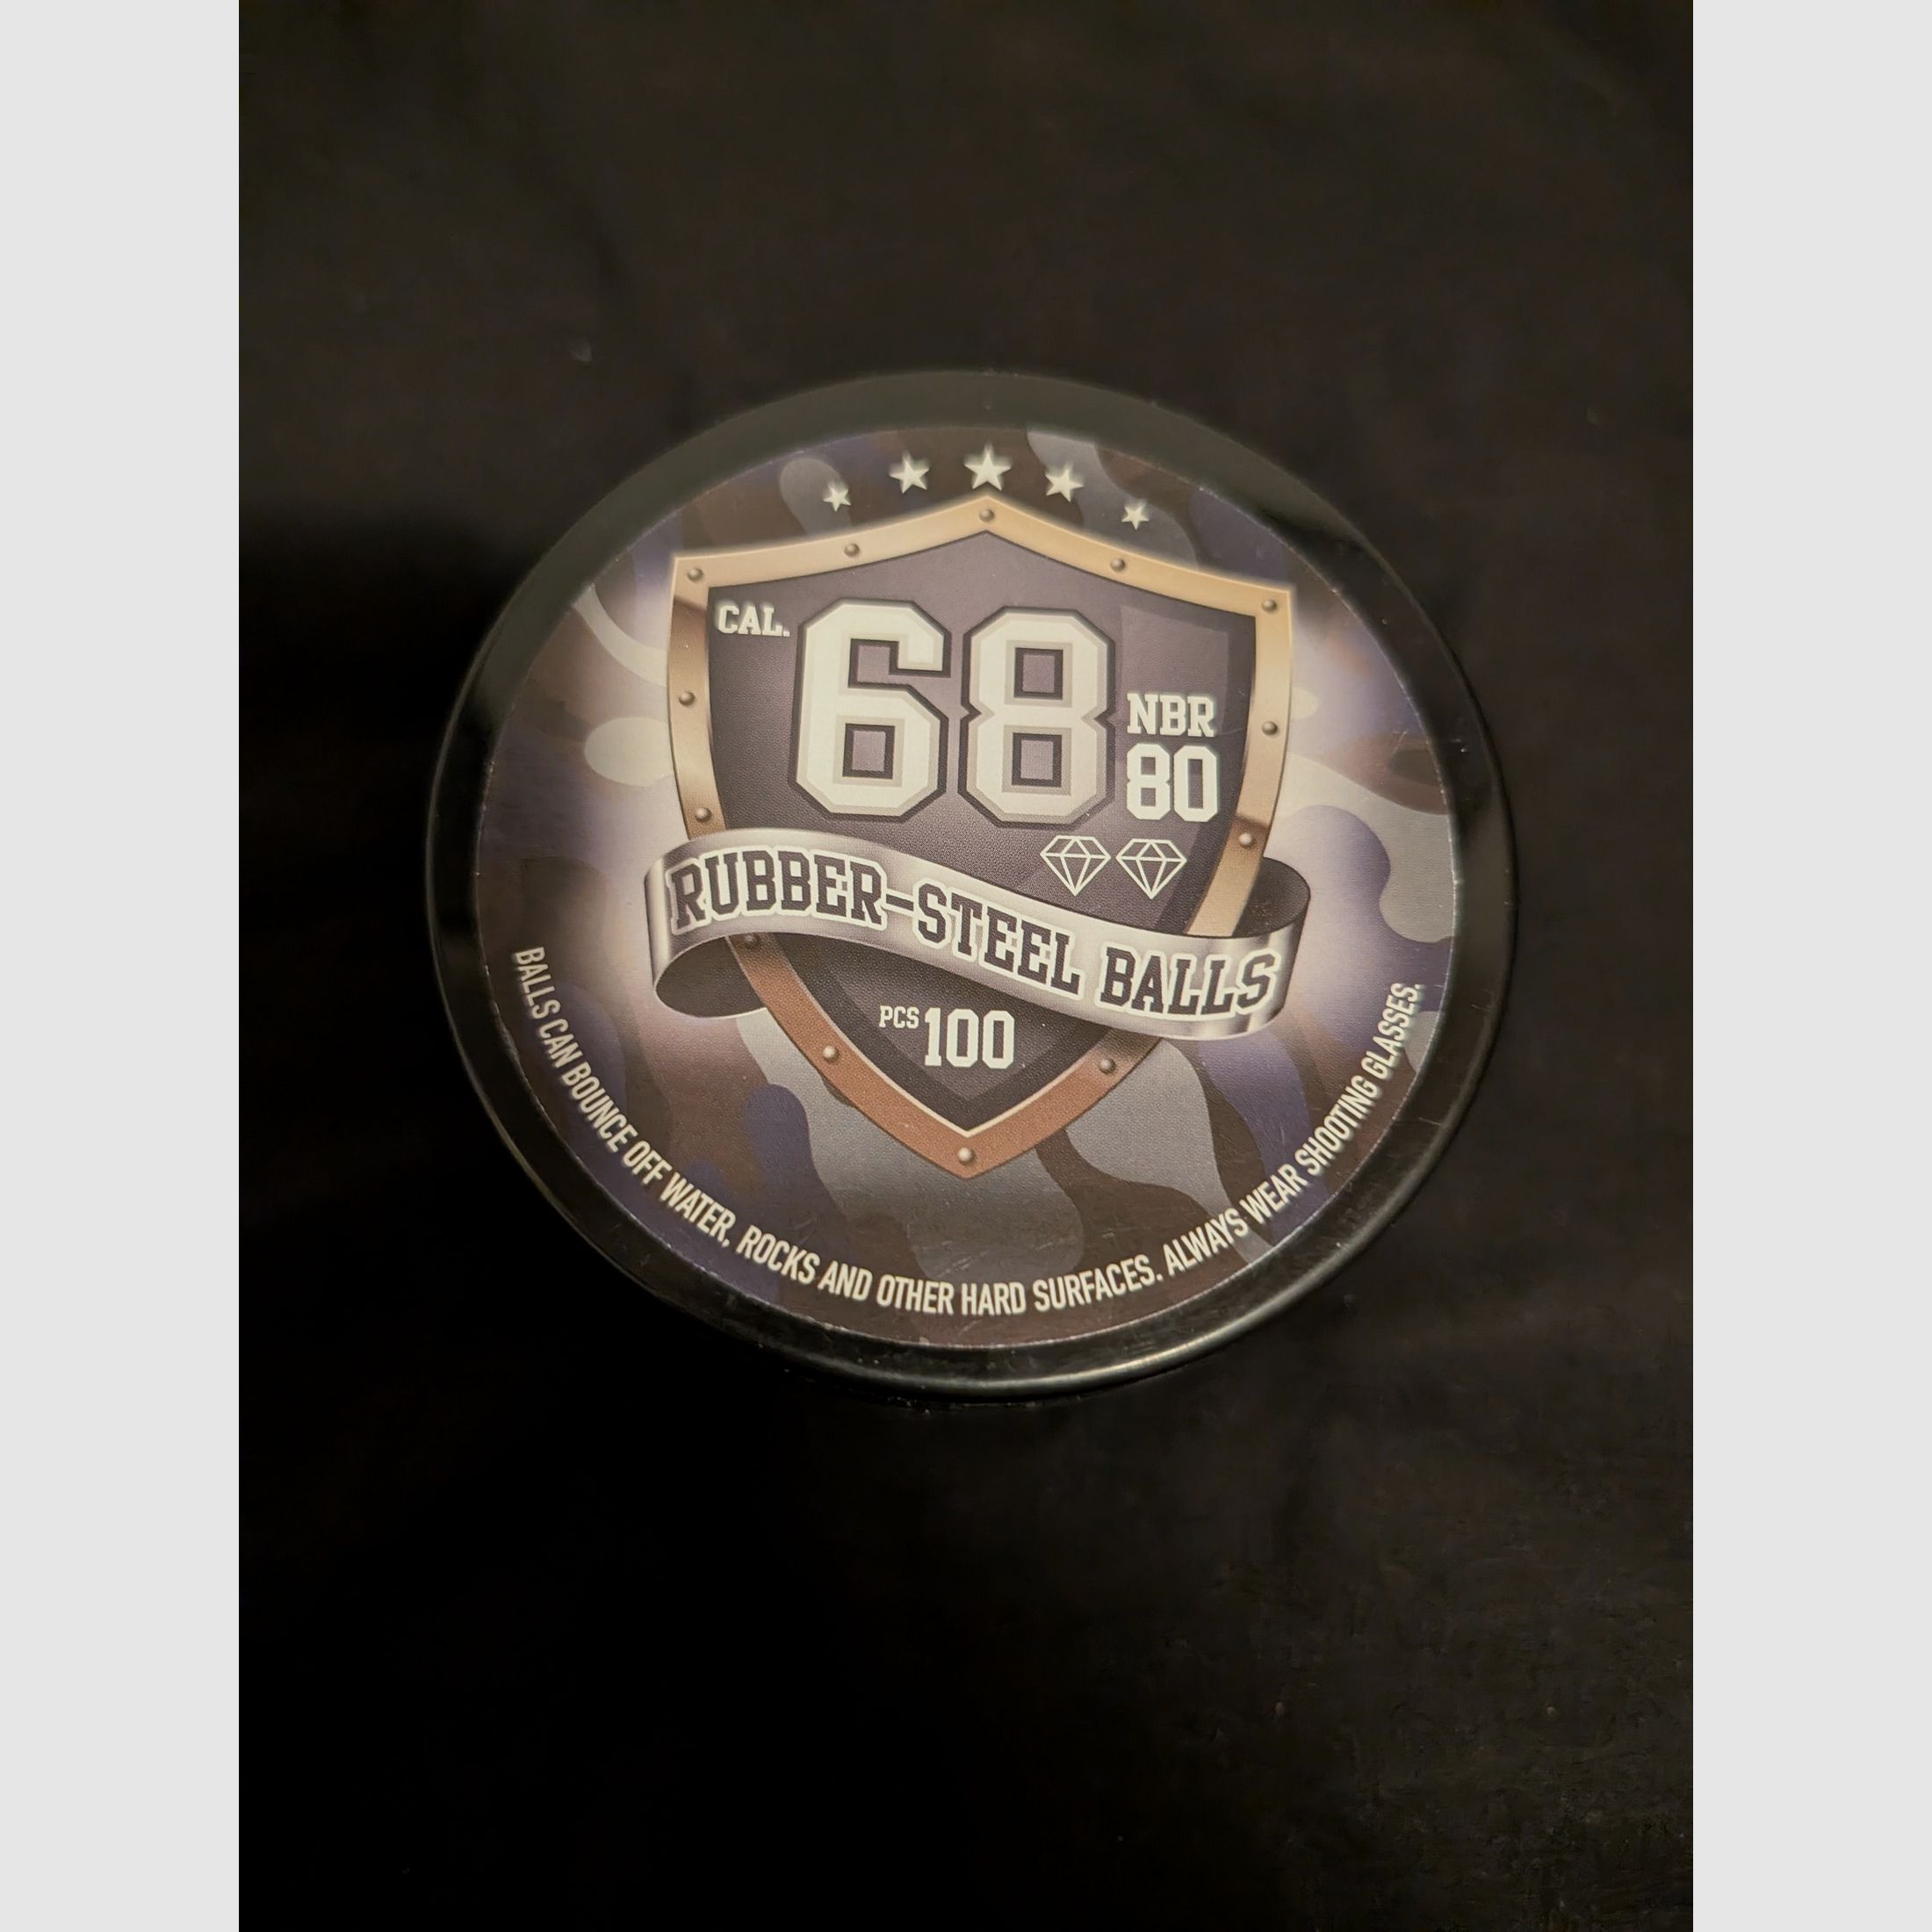 CAL. 68 NBR 80
RUBBER-STEEL BALLS
PCS 100
BALLS CAN BOUNCE OFF WATER, ROCKS AND OTHER HARD SURFACES. ALWAYS WEAR SHOOTING GLASSES.